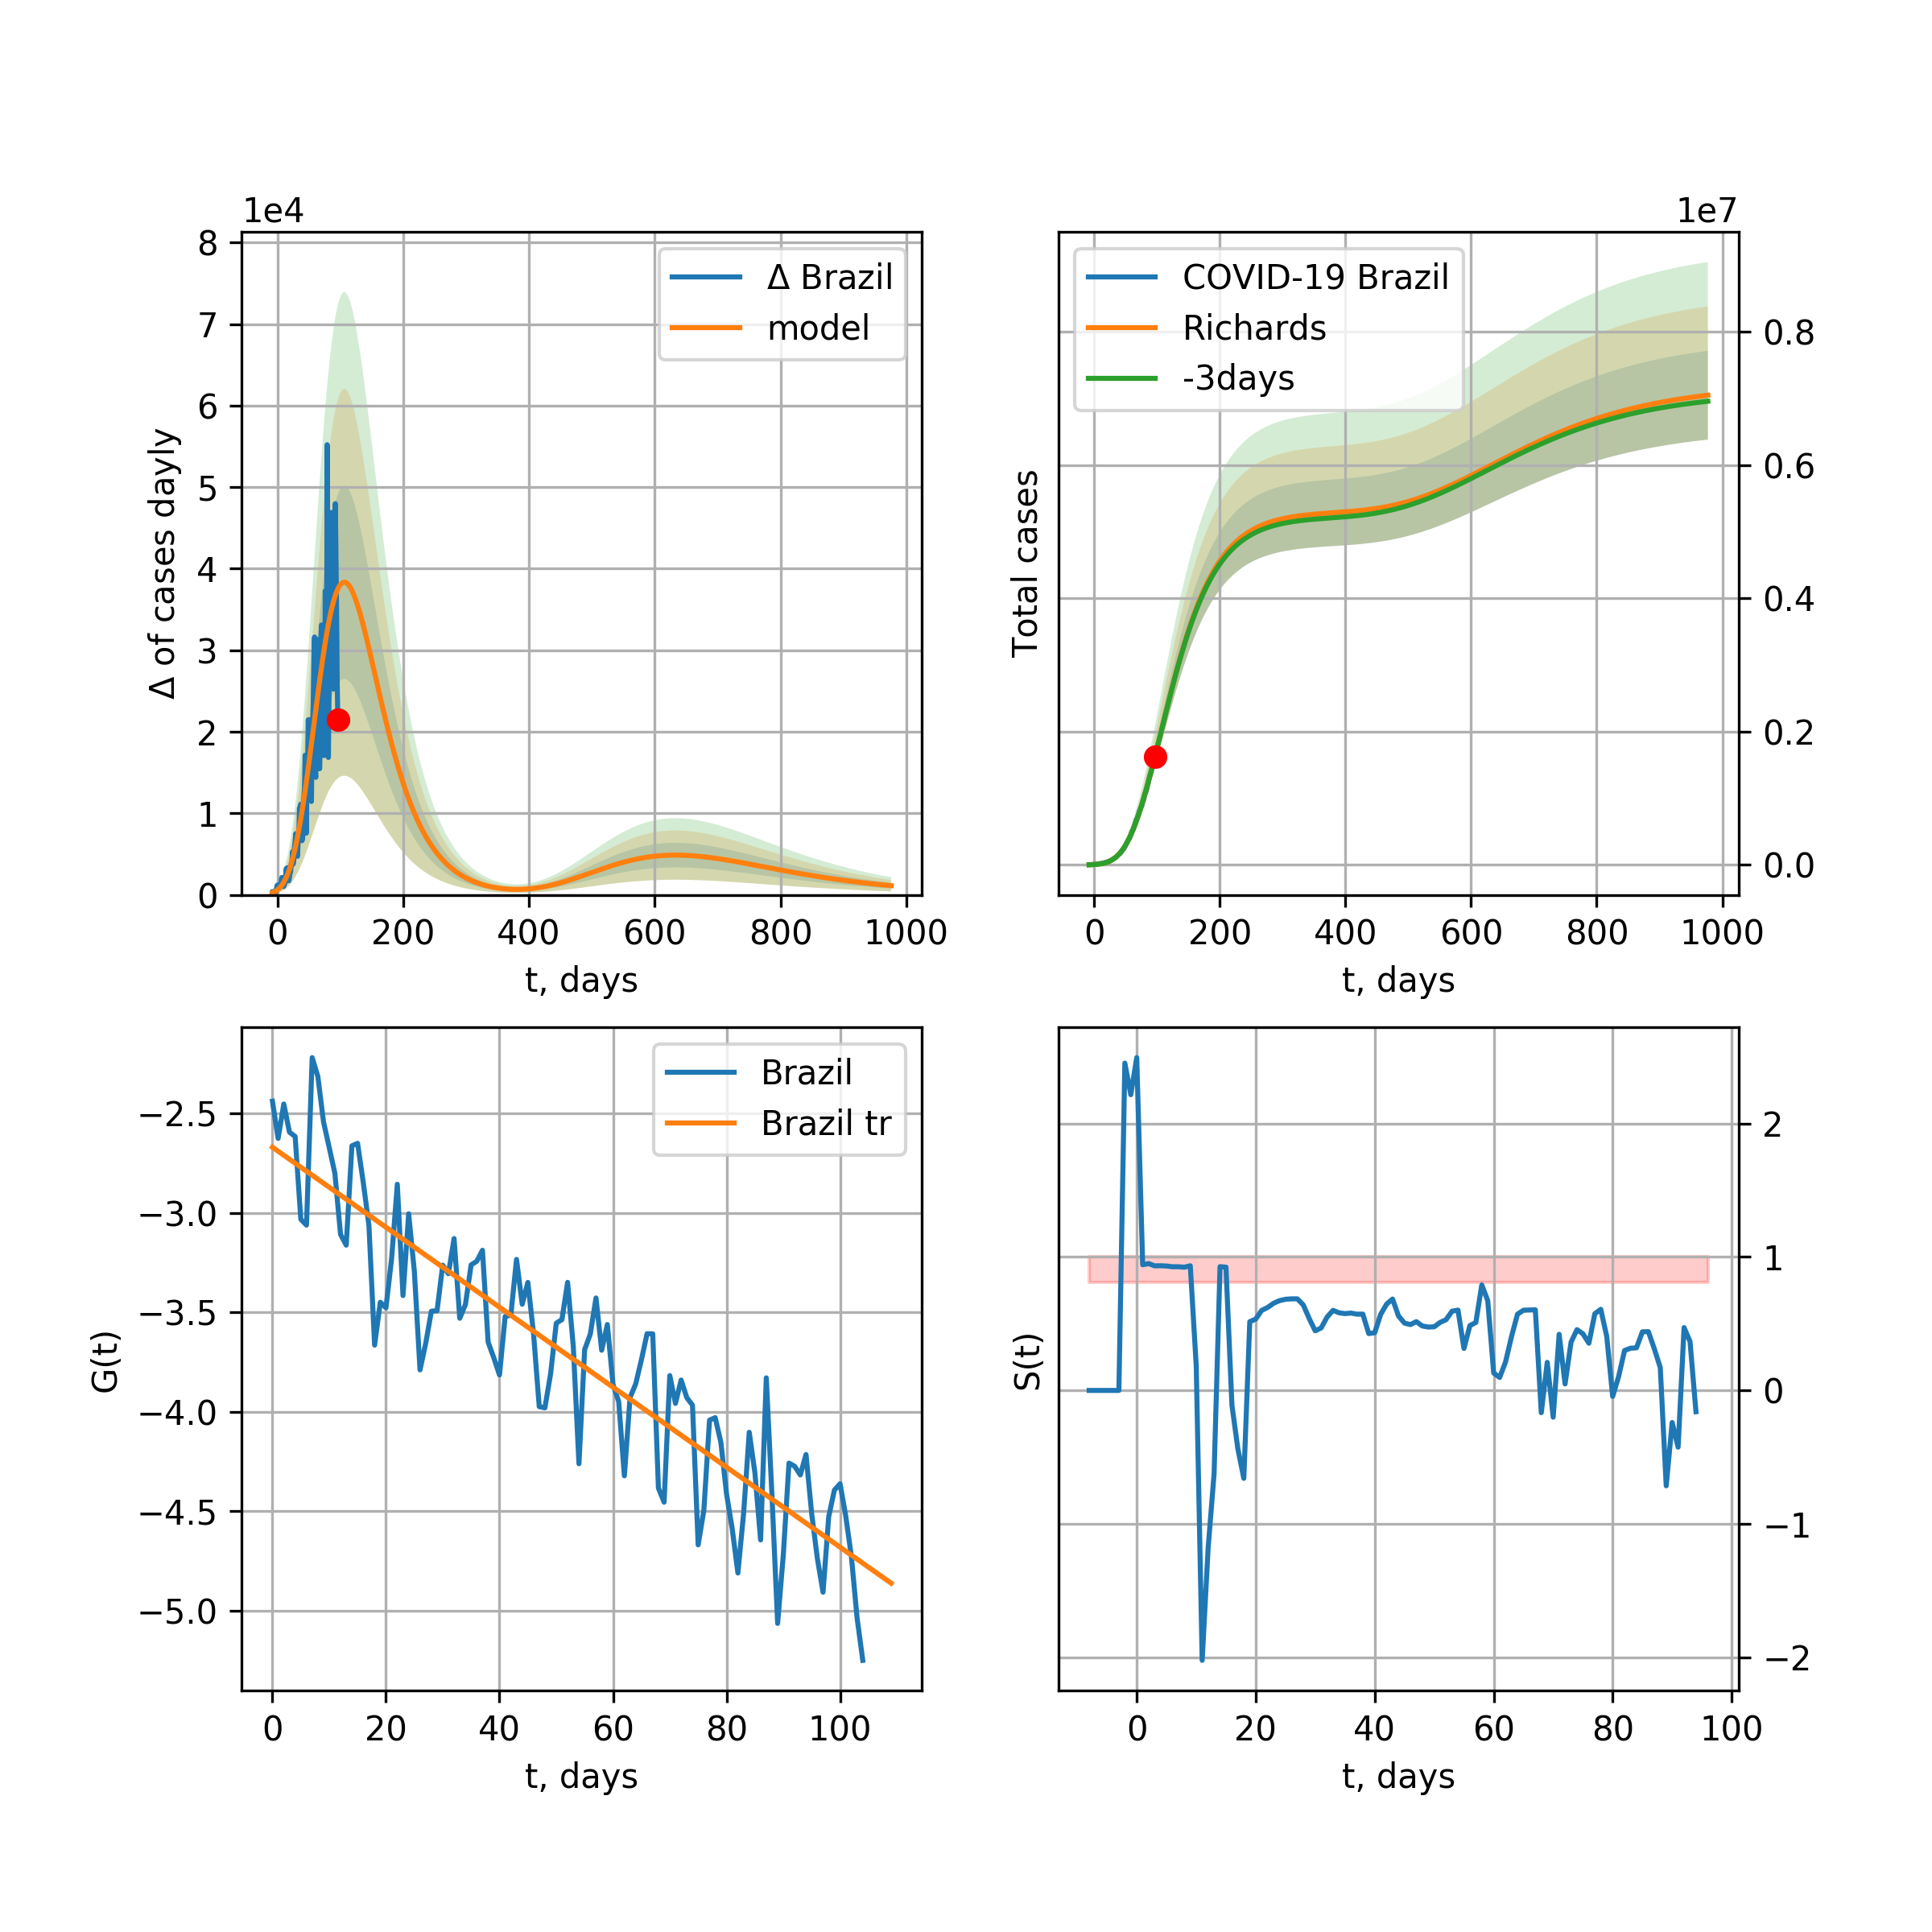 1e4
8
7
6
5
4
3
2
1
0
Δ of cases dayly
Δ Brazil
model
0 200 400 600 800 1000
t, days
1e7
COVID-19 Brazil
Richards
-3days
Total cases
0.8
0.6
0.4
0.2
0.0
0 200 400 600 800 1000
t, days
Brazil
Brazil tr
G(t)
−2.5
−3.0
−3.5
−4.0
−4.5
−5.0
0 20 40 60 80 100
t, days
S(t)
2
1
0
−1
−2
0 20 40 60 80 100
t, days